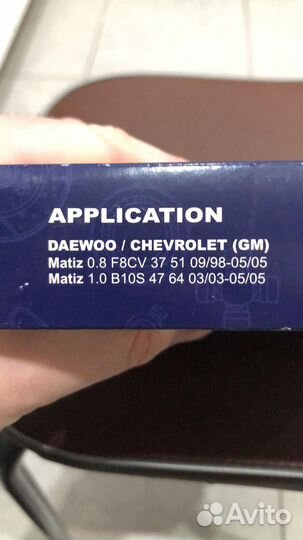 APPLICATION
DAEWOO / CHEVROLET (GM)
Matiz 0.8 F8CV 37 51 09/98-05/05
Matiz 1.0 B10S 47 64 03/03-05/05
Avito